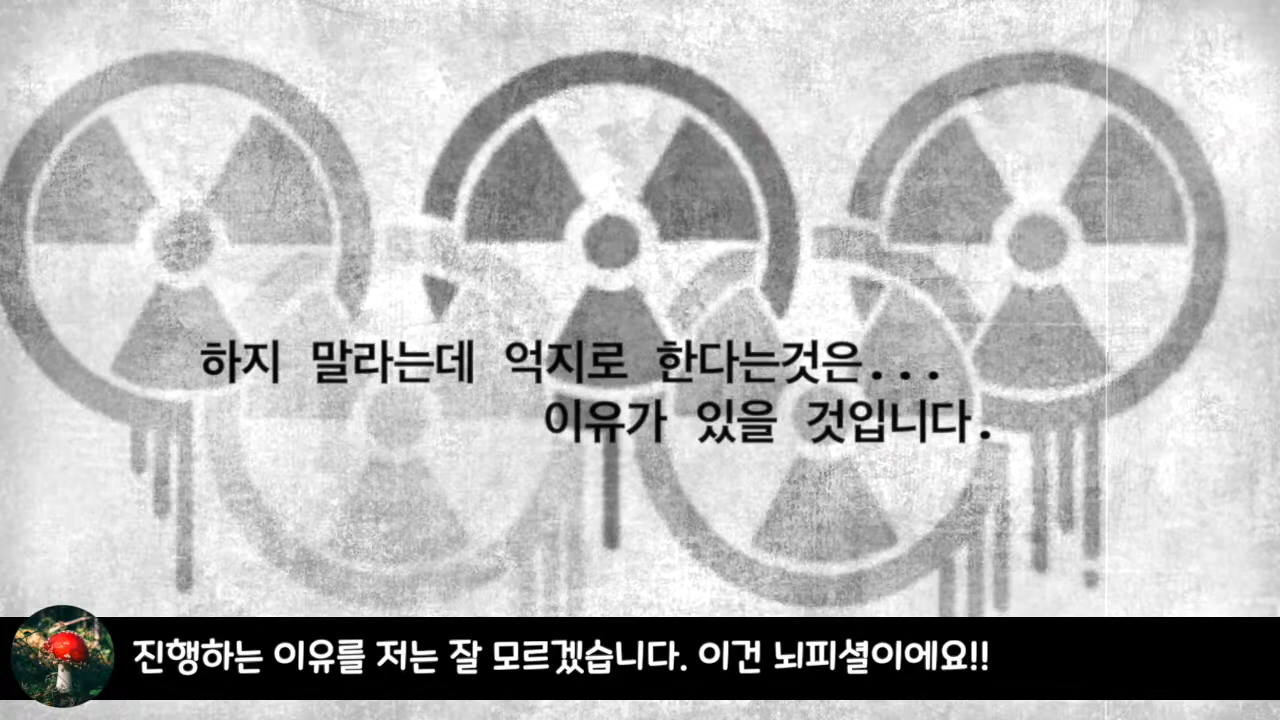 하지 말라는데 억지로 한다는것은...
이유가 있을 것입니다.
진행하는 이유를 저는 잘 모르겠습니다. 이건 뇌피셜이에요!!